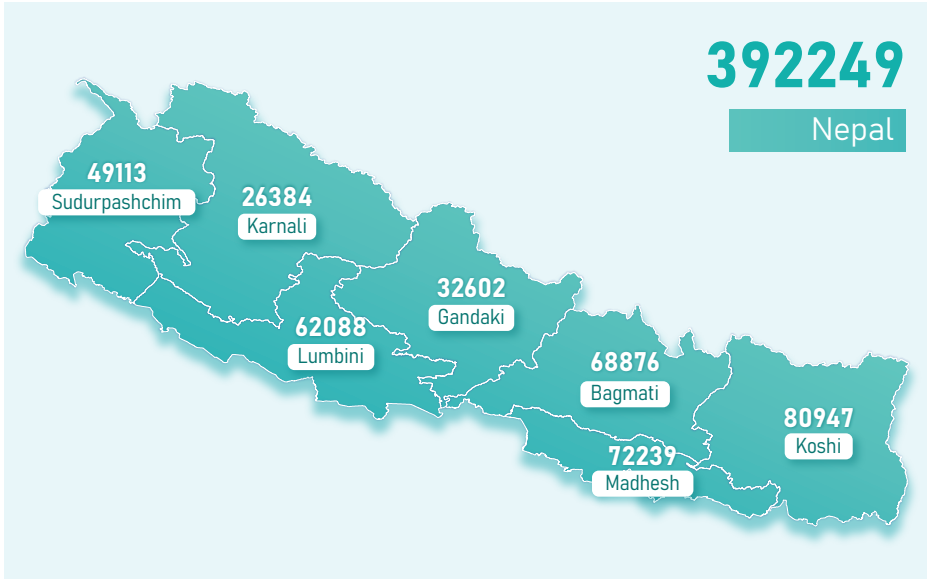 392249
Nepal
49113
Sudurpashchim
26384
Karnali
32602
Gandaki
62088
Lumbini
68876
Bagmati
80947
Koshi
72239
Madhesh